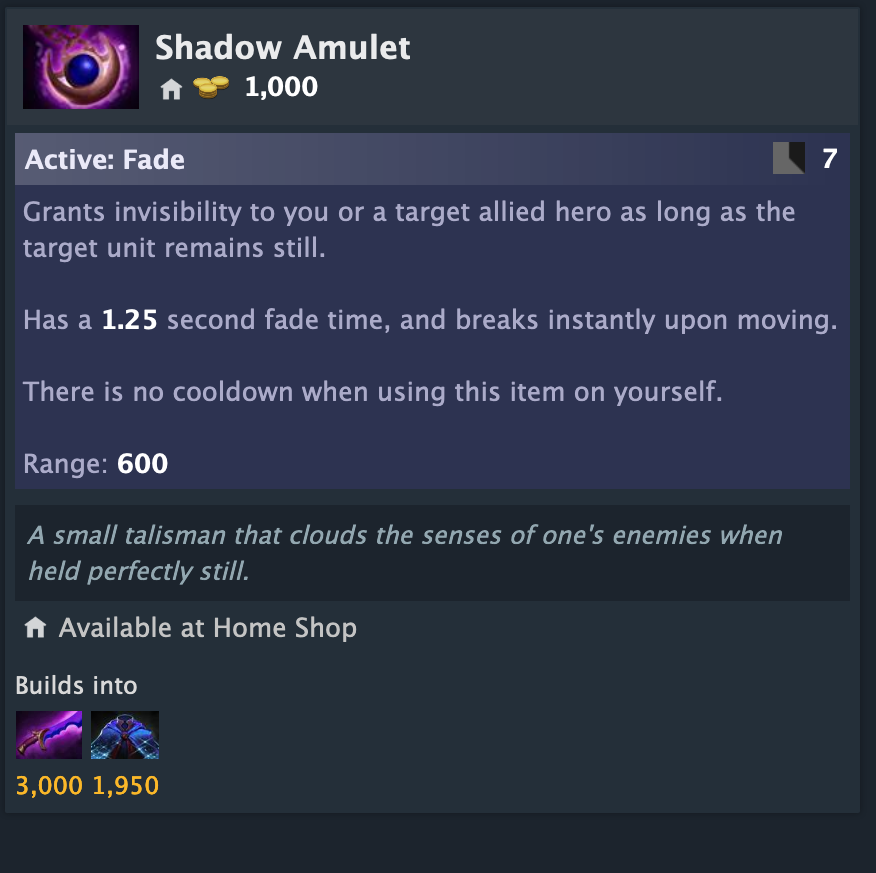 Shadow Amulet
1,000
Active: Fade 7
Grants invisibility to you or a target allied hero as long as the
target unit remains still.
Has a 1.25 second fade time, and breaks instantly upon moving.
There is no cooldown when using this item on yourself.
Range: 600
A small talisman that clouds the senses of one's enemies when
held perfectly still.
Available at Home Shop
Builds into
3,000 1,950